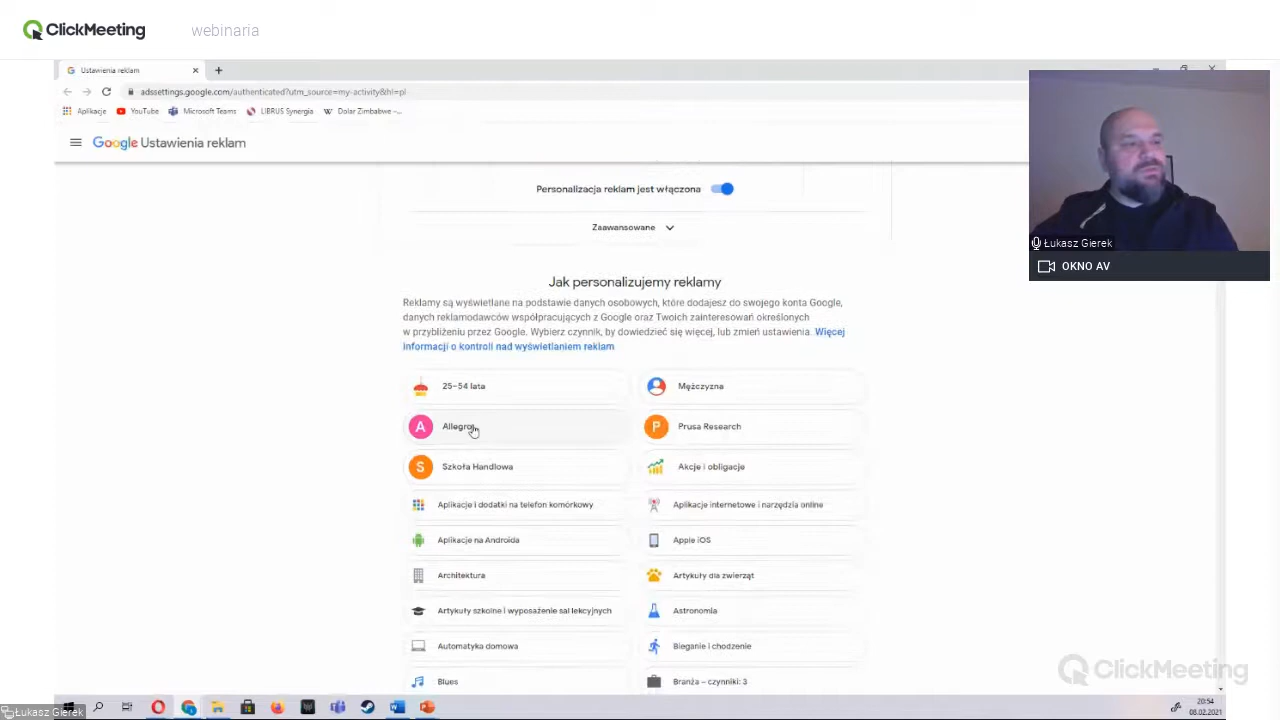 ClickMeeting
webinaria
Ustawienia reklam
adssettings.google.com/authenticated?utm_source=my-activity&hl=pl
Aplikacje
YouTube
Microsoft Teams
LIBRUS Synergia
Dolar Zimbabwe –...
Google Ustawienia reklam
Personalizacja reklam jest włączona
Zaawansowane
Jak personalizujemy reklamy
Reklamy są wyświetlane na podstawie danych osobowych, które dodajesz do swojego konta Google,
danych reklamodawców współpracujących z Google oraz Twoich zainteresowań określonych
w przybliżeniu przez Google. Wybierz czynnik, by dowiedzieć się więcej, lub zmień ustawienia. Więcej
informacji o kontroli nad wyświetlaniem reklam
25–54 lata
Mężczyzna
A Allegro
P Prusa Research
S Szkoła Handlowa
Akcje i obligacje
Aplikacje i dodatki na telefon komórkowy
Aplikacje internetowe i narzędzia online
Aplikacje na Androida
Apple iOS
Architektura
Artykuły dla zwierząt
Artykuły szkolne i wyposażenie sal lekcyjnych
Astronomia
Automatyka domowa
Bieganie i chodzenie
Blues
Branża – czynniki: 3
Łukasz Gierek
OKNO AV
ClickMeeting
Łukasz Gierek
20:54
08.02.2021